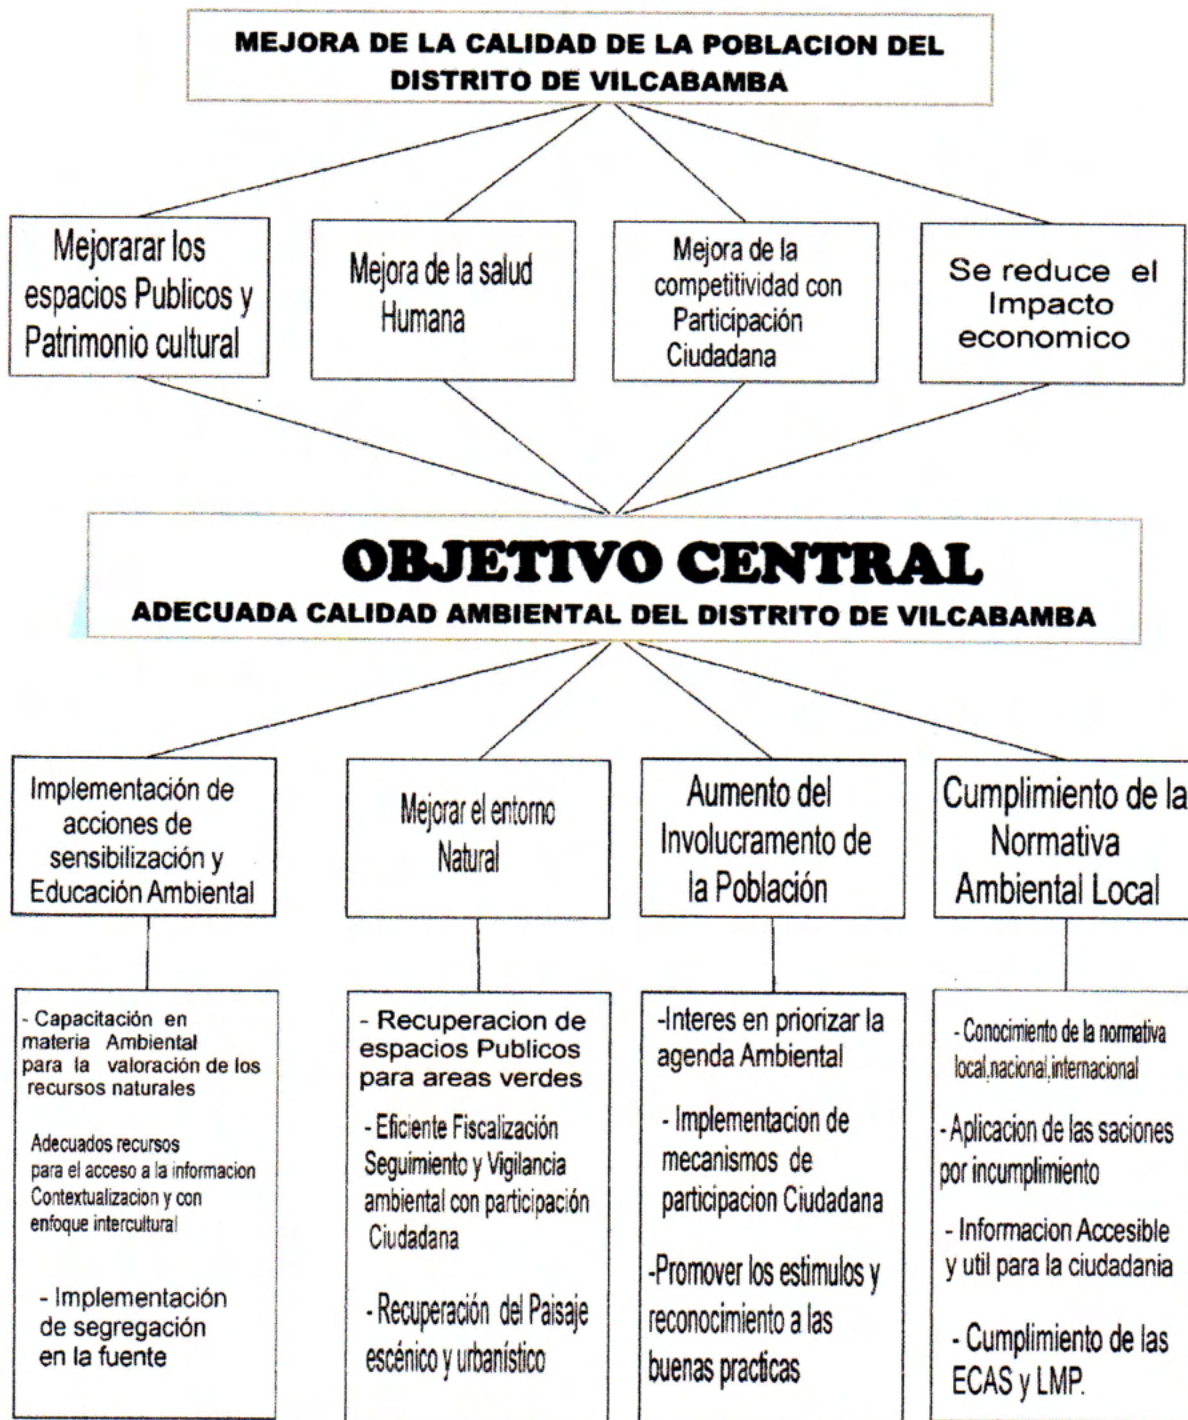 MEJORA DE LA CALIDAD DE LA POBLACION DEL
DISTRITO DE VILCABAMBA
Mejorarar los
espacios Publicos y
Patrimonio cultural
Mejora de la salud
Humana
Mejora de la
competitividad con
Participación
Ciudadana
Se reduce el
Impacto
economico
OBJETIVO CENTRAL
ADECUADA CALIDAD AMBIENTAL DEL DISTRITO DE VILCABAMBA
Implementación de
acciones de
sensibilización y
Educación Ambiental
Mejorar el entorno
Natural
Aumento del
Involucramento de
la Población
Cumplimiento de la
Normativa
Ambiental Local
- Capacitación en
materia Ambiental
para la valoración de los
recursos naturales
Adecuados recursos
para el acceso a la informacion
Contextualizacion y con
enfoque intercultural
- Implementación
de segregación
en la fuente
- Recuperacion de
espacios Publicos
para areas verdes
- Eficiente Fiscalización
Seguimiento y Vigilancia
ambiental con participación
Ciudadana
- Recuperación del Paisaje
escénico y urbanístico
-Interes en priorizar la
agenda Ambiental
- Implementacion de
mecanismos de
participacion Ciudadana
-Promover los estimulos y
reconocimiento a las
buenas practicas
- Conocimiento de la normativa
local,nacional,internacional
- Aplicacion de las saciones
por incumplimiento
- Informacion Accesible
y util para la ciudadania
- Cumplimiento de las
ECAS y LMP.